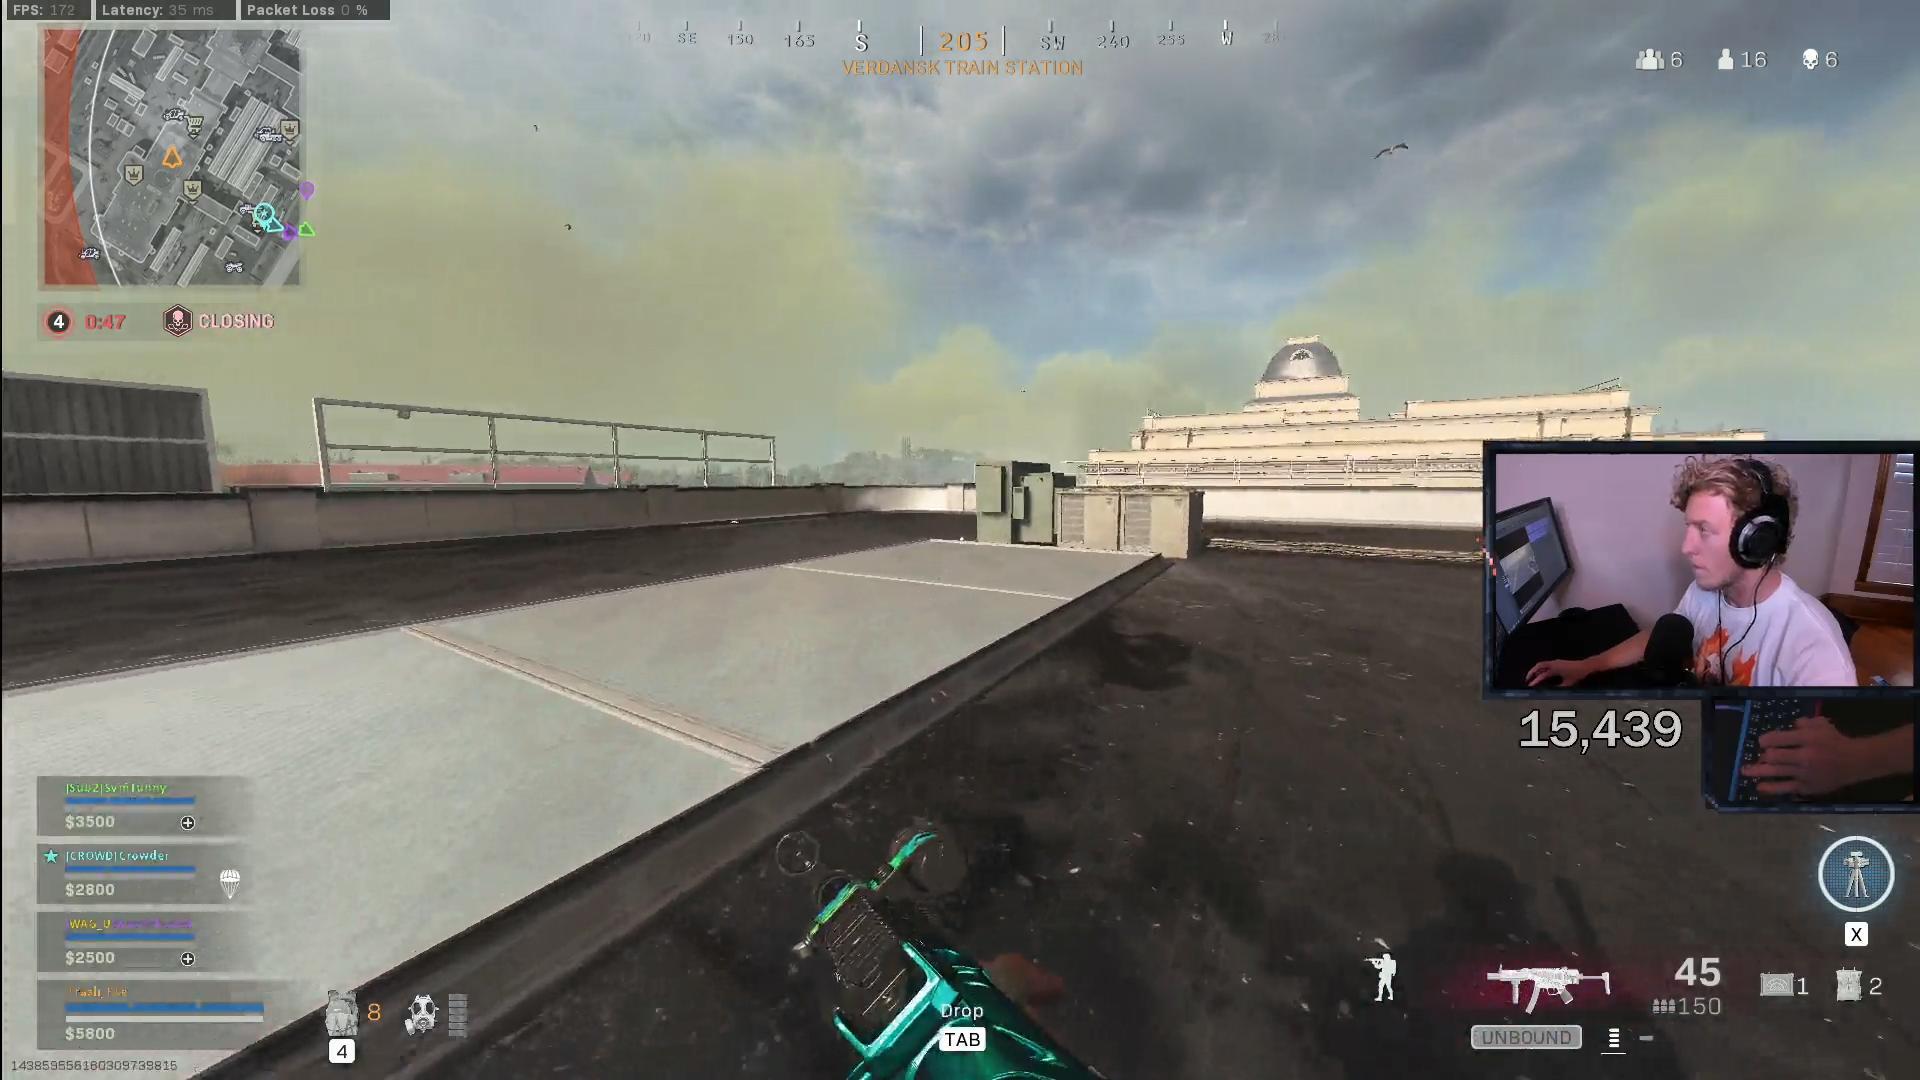 FPS: 172 Latency: 35 ms Packet Loss 0 %
SE 150 165 S 205 SW 240 255 W
VERDANSK TRAIN STATION
6 16 6
4 0:47 CLOSING
15,439
[Sub2]SymTunny
$3500
[CROWD]Crowder
$2800
$2500
$5800
8
4
Drop
TAB
X
45
150
1 2
UNBOUND